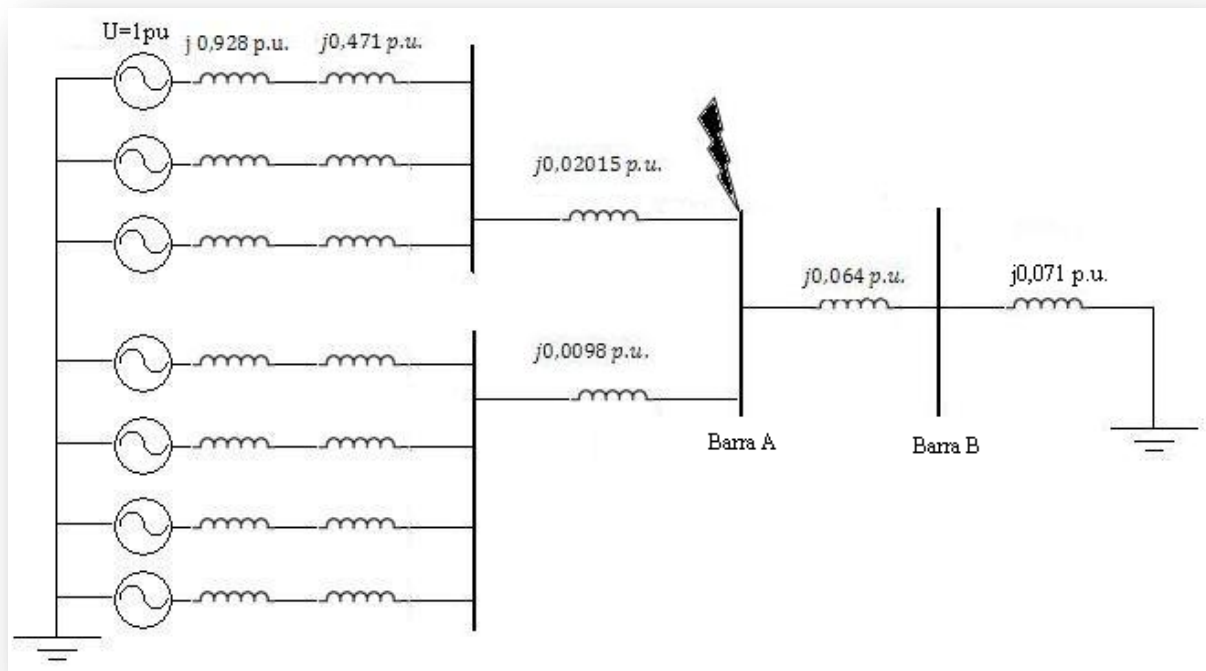 U=1pu
j 0,928 p.u.
j0,471 p.u.
j0,02015 p.u.
j0,064 p.u.
j0,071 p.u.
j0,0098 p.u.
Barra A
Barra B